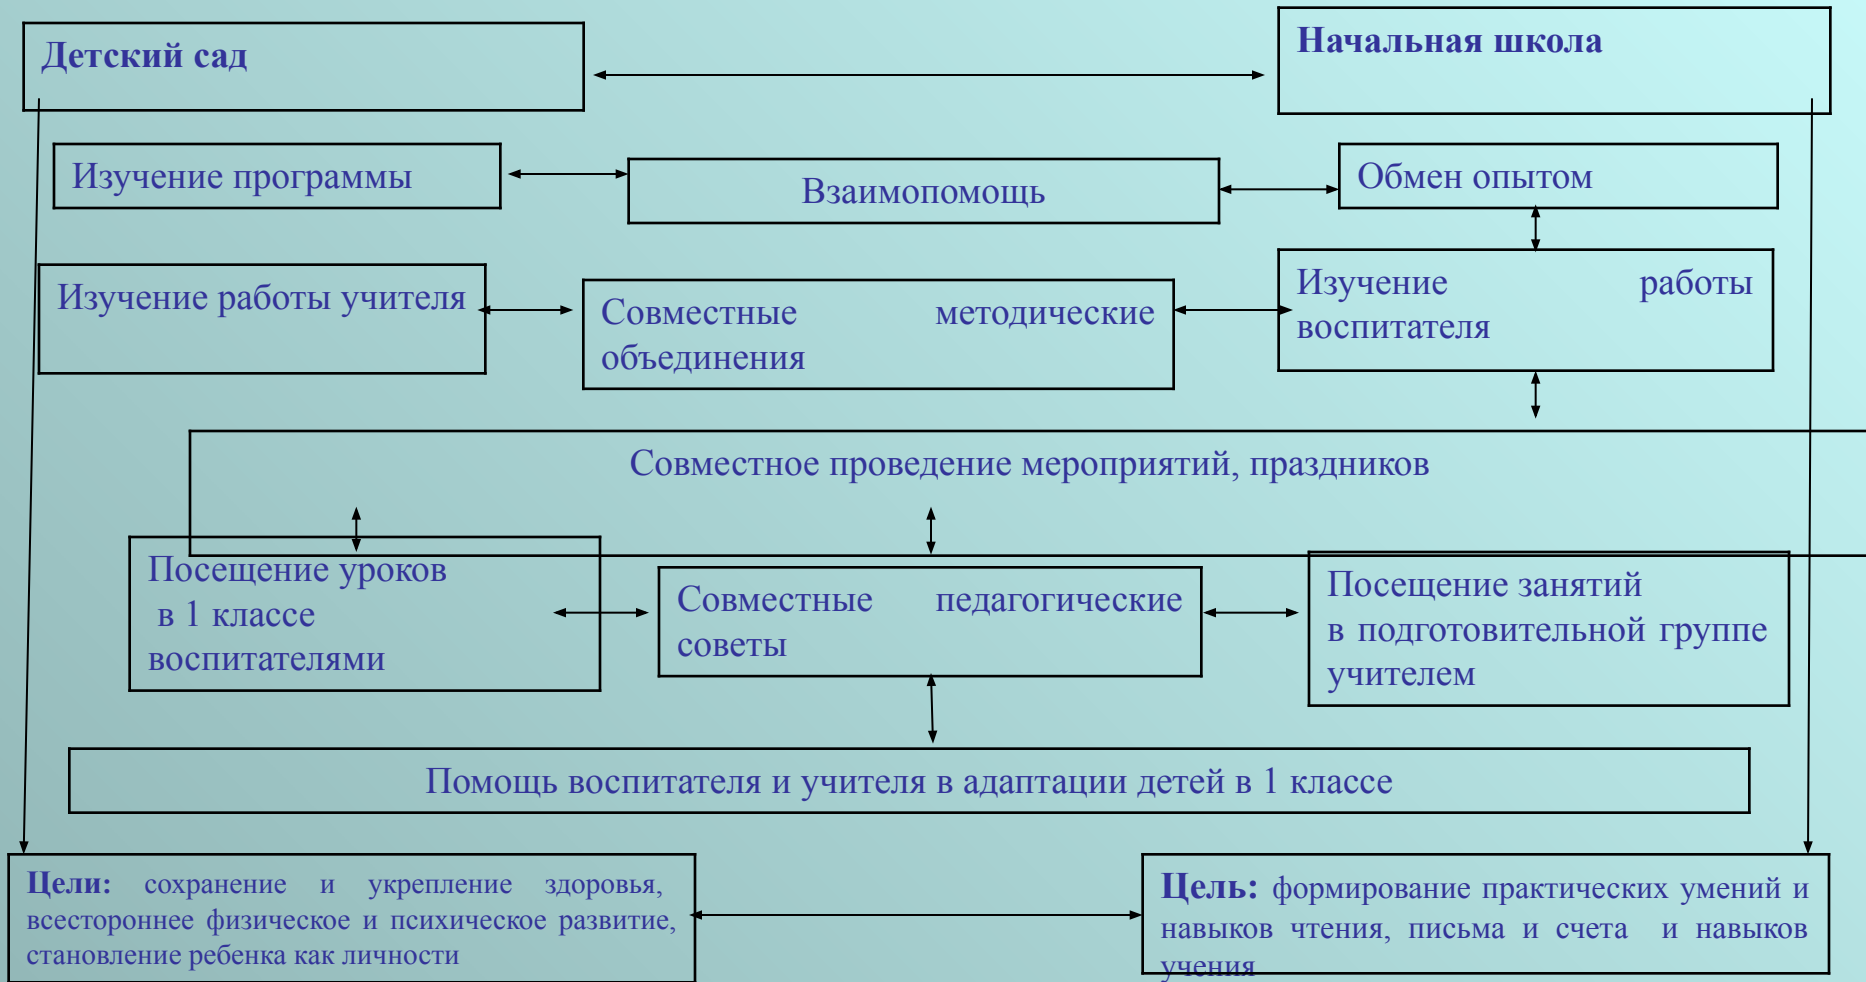 Детский сад
Начальная школа
Изучение программы
Взаимопомощь
Обмен опытом
Изучение работы учителя
Совместные методические
объединения
Изучение работы
воспитателя
Совместное проведение мероприятий, праздников
Посещение уроков
в 1 классе
воспитателями
Совместные педагогические
советы
Посещение занятий
в подготовительной группе
учителем
Помощь воспитателя и учителя в адаптации детей в 1 классе
Цели: сохранение и укрепление здоровья,
всестороннее физическое и психическое развитие,
становление ребенка как личности
Цель: формирование практических умений и
навыков чтения, письма и счета и навыков
учения